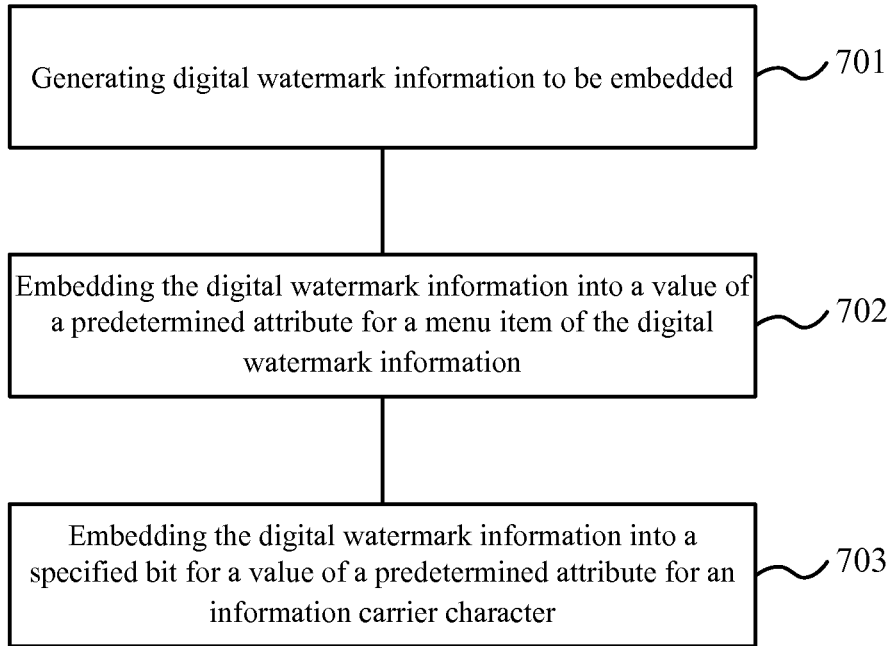 Generating digital watermark information to be embedded
701
Embedding the digital watermark information into a value of
a predetermined attribute for a menu item of the digital
watermark information
702
Embedding the digital watermark information into a
specified bit for a value of a predetermined attribute for an
information carrier character
703